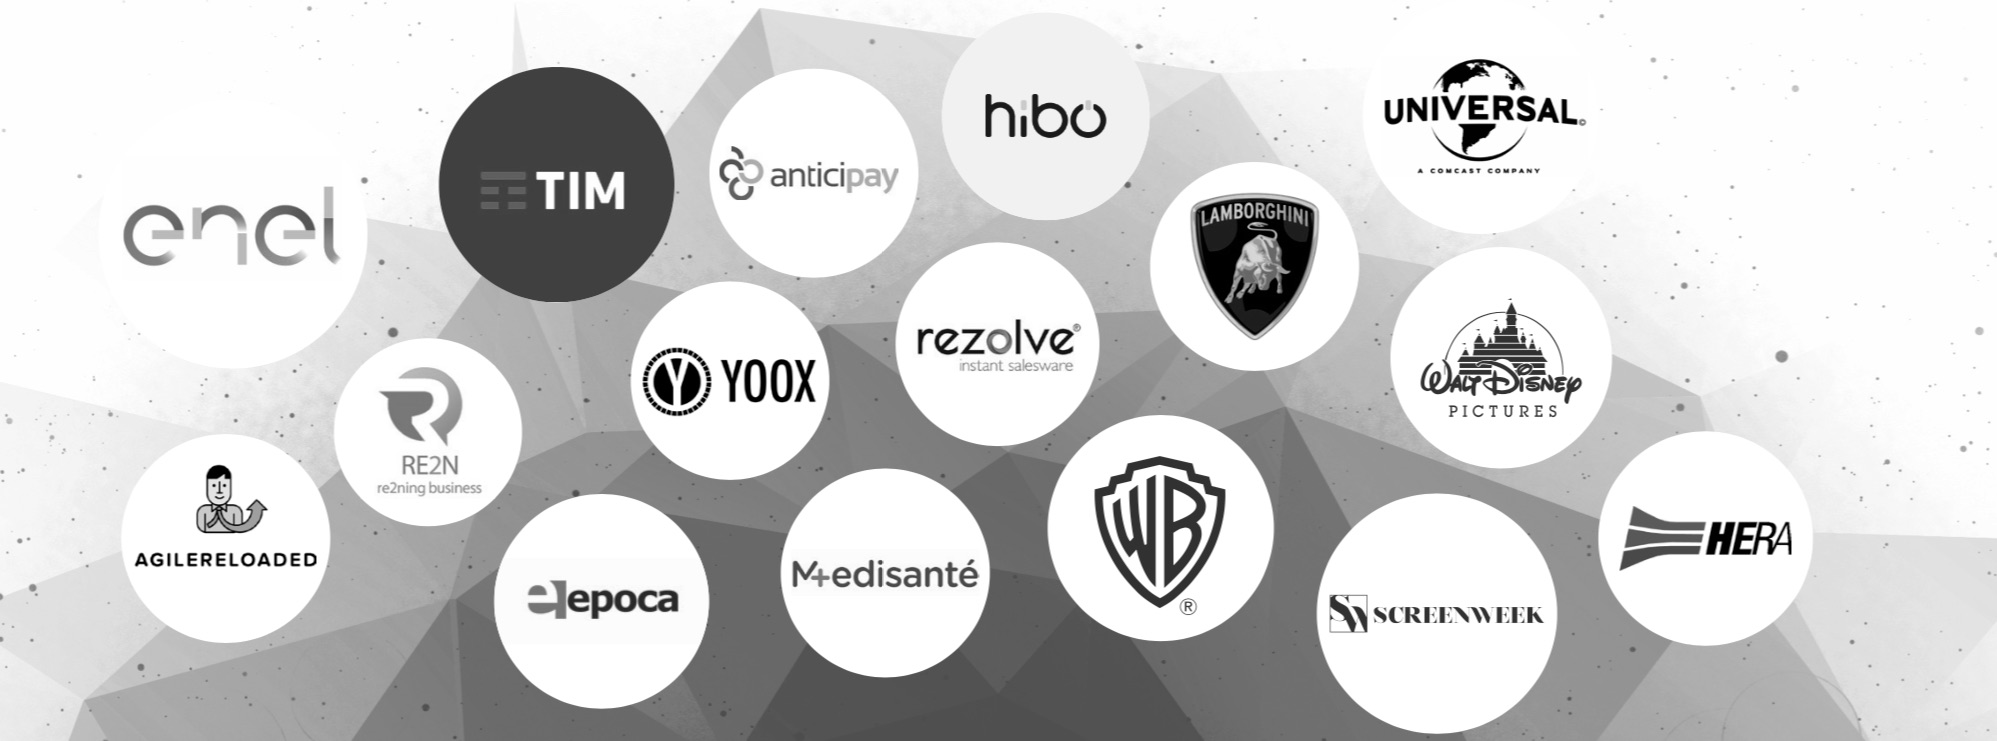 enel
TIM
anticipay
hibo
UNIVERSAL
A COMCAST COMPANY
LAMBORGHINI
rezolve®
instant salesware
Y YOOX
WALT DISNEY
PICTURES
R
RE2N
re2ning business
AGILERELOADED
e epoca
M+edisanté
WB
®
SW SCREENWEEK
HERA